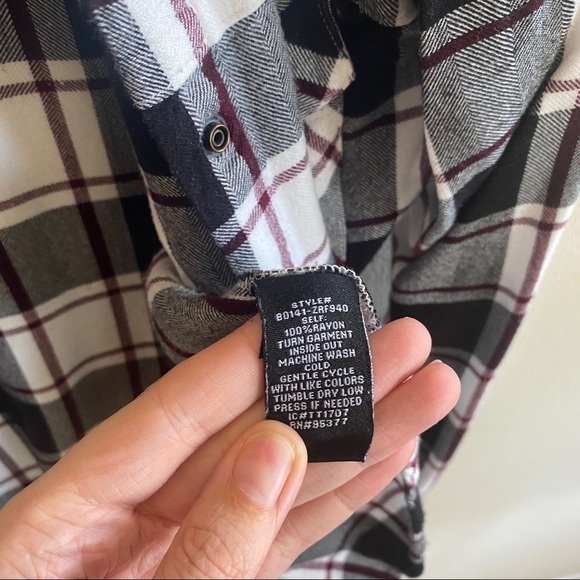 STYLE#
80141-ZRF940
SELF:
100%RAYON
TURN GARMENT
INSIDE OUT
MACHINE WASH
COLD
GENTLE CYCLE
WITH LIKE COLORS
TUMBLE DRY LOW
PRESS IF NEEDED
IC#TT1707
RN#95377